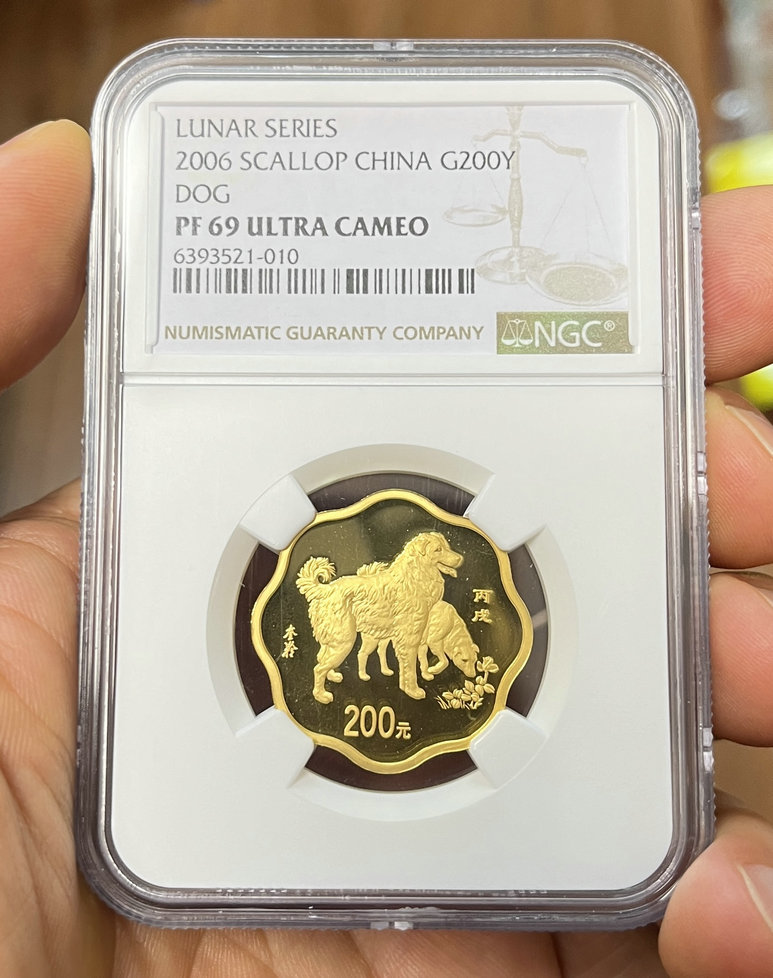 LUNAR SERIES
2006 SCALLOP CHINA G200Y
DOG
PF 69 ULTRA CAMEO
6393521-010
NUMISMATIC GUARANTY COMPANY
NGC®
丙戌
200元